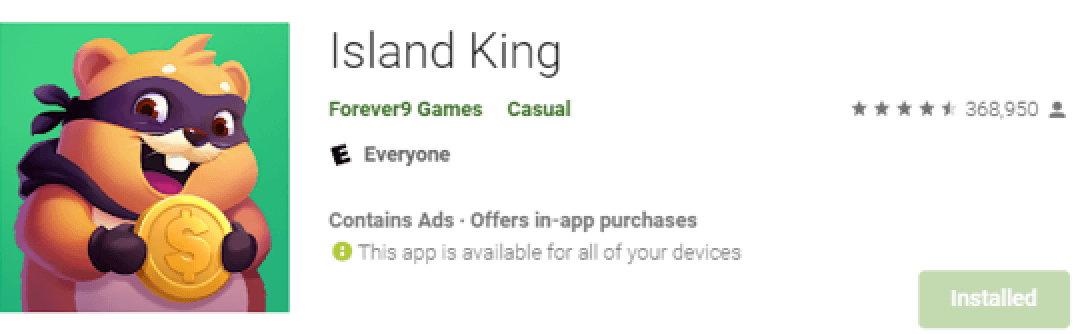 Island King
Forever9 Games Casual 368,950
E Everyone
Contains Ads · Offers in-app purchases
This app is available for all of your devices
Installed
$